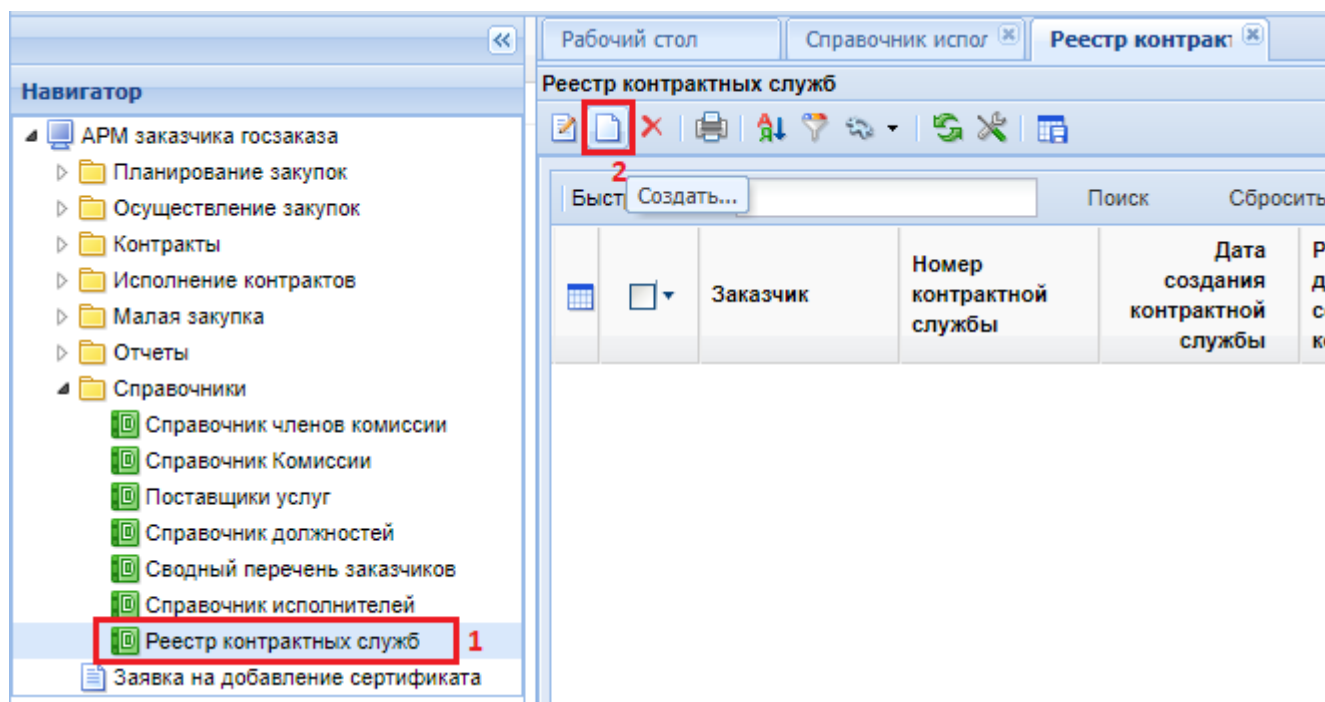 Навигатор
АРМ заказчика госзаказа
Планирование закупок
Осуществление закупок
Контракты
Исполнение контрактов
Малая закупка
Отчеты
Справочники
Справочник членов комиссии
Справочник Комиссии
Поставщики услуг
Справочник должностей
Сводный перечень заказчиков
Справочник исполнителей
Реестр контрактных служб 1
Заявка на добавление сертификата
Рабочий стол Справочник испол Реестр контракт
Реестр контрактных служб
2
Быст Создать... Поиск Сбросить
Заказчик
Номер
контрактной
службы
Дата
создания
контрактной
службы